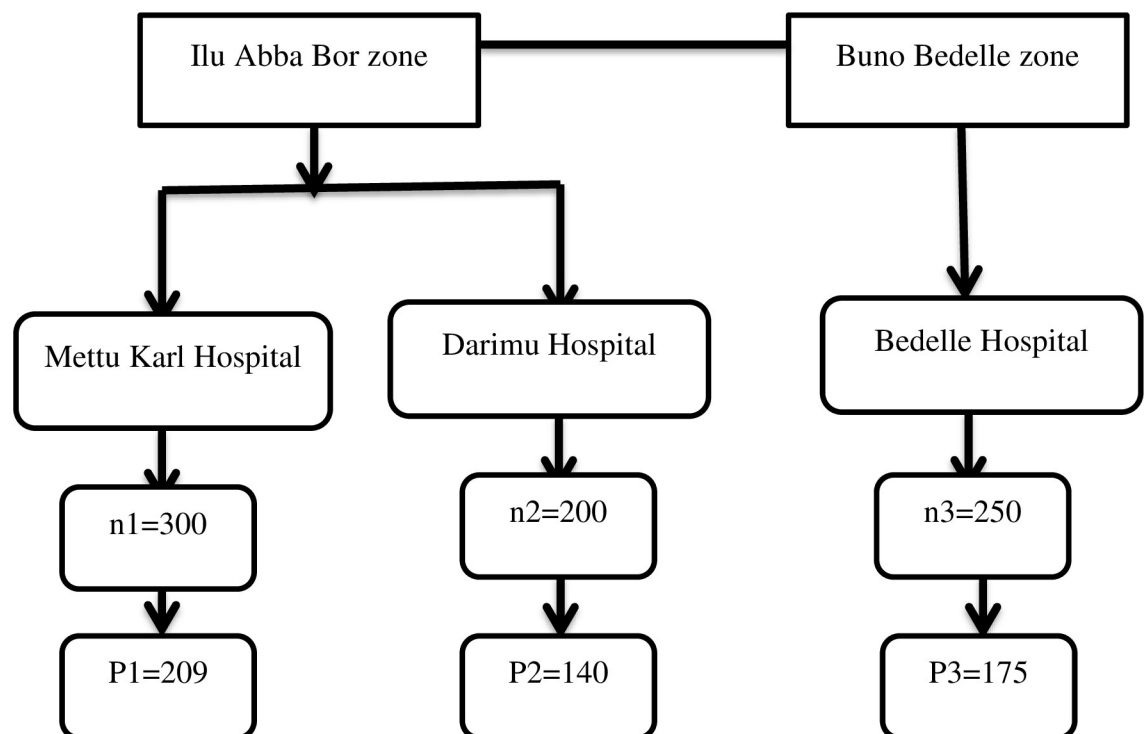 Ilu Abba Bor zone
Buno Bedelle zone
Mettu Karl Hospital
Darimu Hospital
Bedelle Hospital
n1=300
n2=200
n3=250
P1=209
P2=140
P3=175